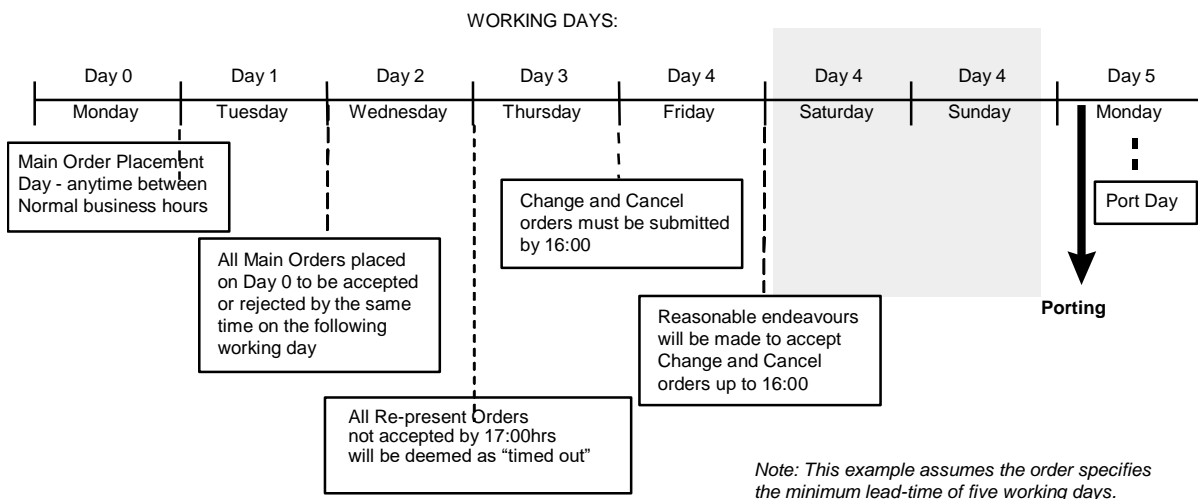 WORKING DAYS:
Day 0
Day 1
Day 2
Day 3
Day 4
Day 4
Day 4
Day 5
Monday
Tuesday
Wednesday
Thursday
Friday
Saturday
Sunday
Monday
Main Order Placement
Day - anytime between
Normal business hours
All Main Orders placed
on Day 0 to be accepted
or rejected by the same
time on the following
working day
All Re-present Orders
not accepted by 17:00hrs
will be deemed as “timed out”
Change and Cancel
orders must be submitted
by 16:00
Reasonable endeavours
will be made to accept
Change and Cancel
orders up to 16:00
Port Day
Porting
Note: This example assumes the order specifies
the minimum lead-time of five working days.